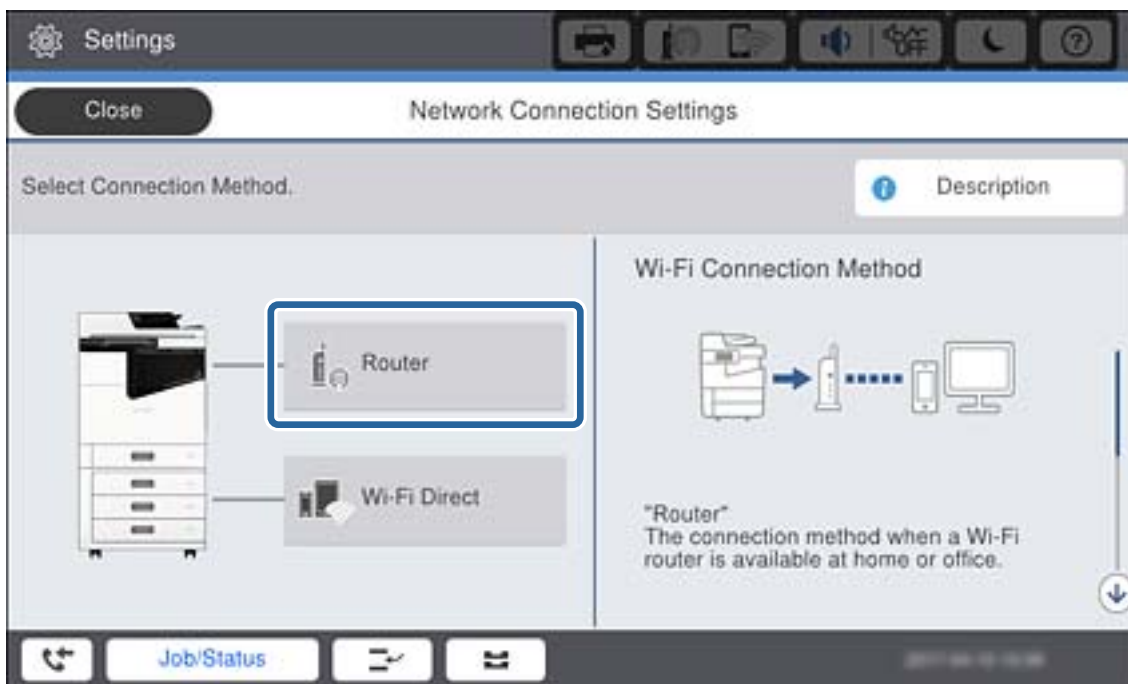 Settings
OFF
?
Close
Network Connection Settings
Select Connection Method.
i
Description
Wi-Fi Connection Method
Router
Wi-Fi Direct
"Router"
The connection method when a Wi-Fi
router is available at home or office.
Job/Status